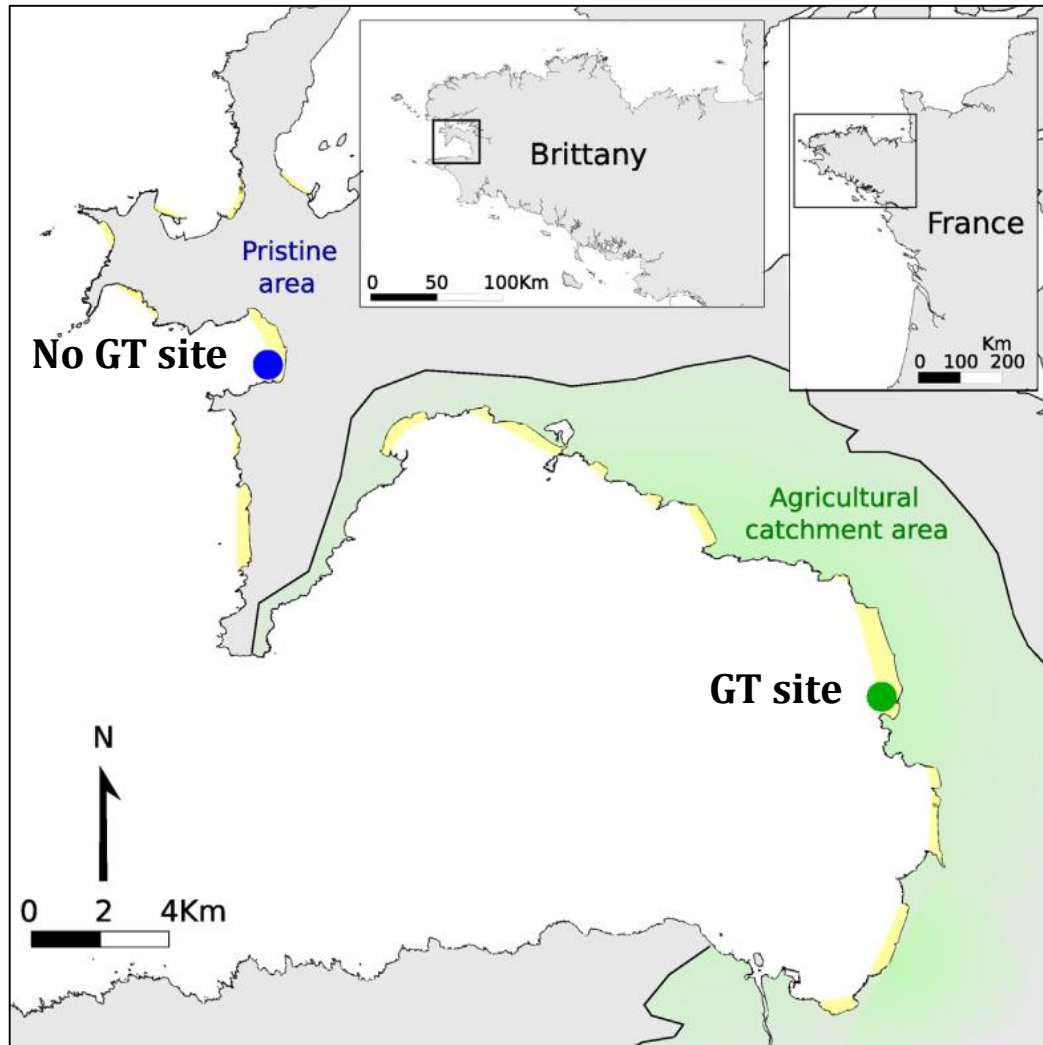 Brittany
0 50 100Km
France
Km
0 100 200
Pristine
area
No GT site
Agricultural
catchment area
GT site
N
0 2 4Km